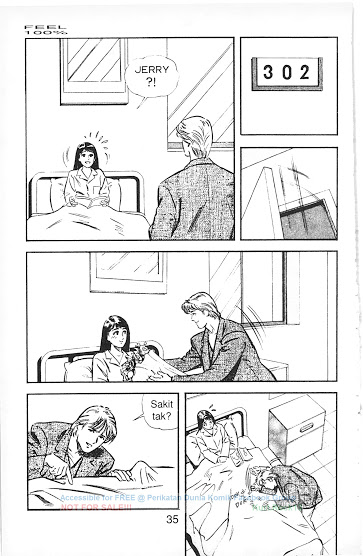 FEEL
100%
JERRY
?!
302
Sakit
tak?
Accessible for FREE @ Perikatan Dunia Komik
NOT FOR SALE!!!
35